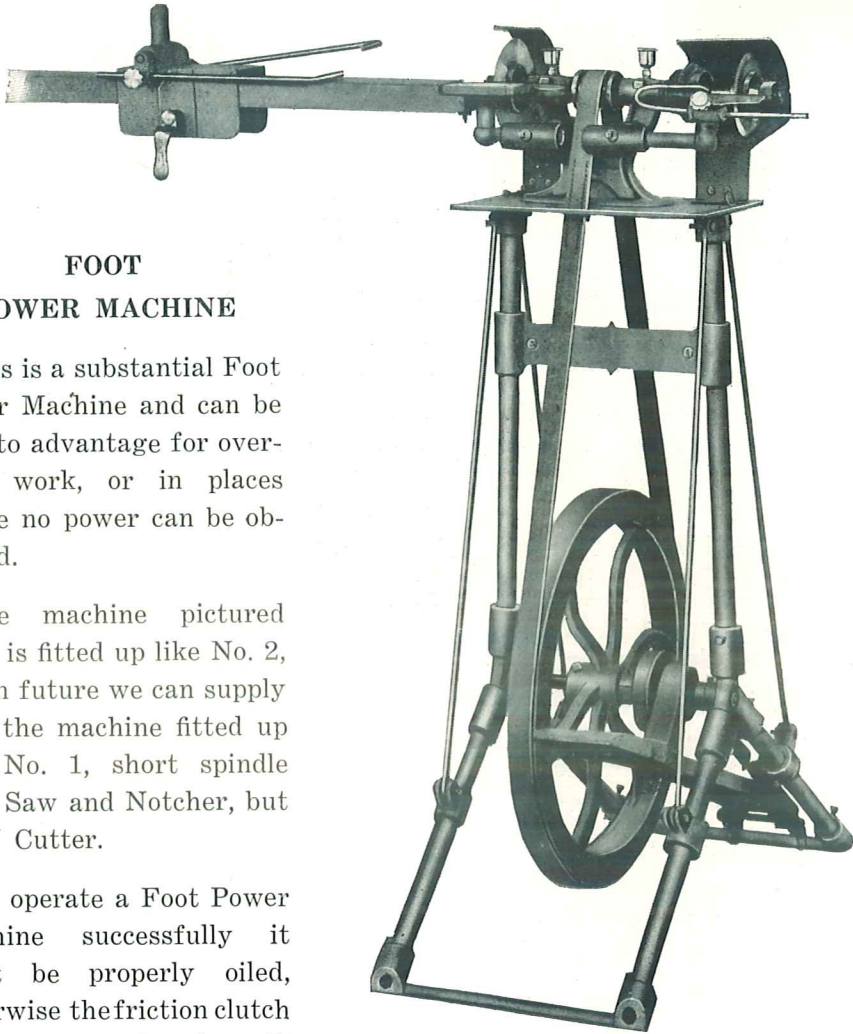 FOOT
OWER MACHINE
s is a substantial Foot
r Machine and can be
to advantage for over-
work, or in places
e no power can be ob-
d.
e machine pictured
is fitted up like No. 2,
n future we can supply
the machine fitted up
No. 1, short spindle
Saw and Notcher, but
Cutter.
operate a Foot Power
hine successfully it
t be properly oiled,
rwise thefriction clutch